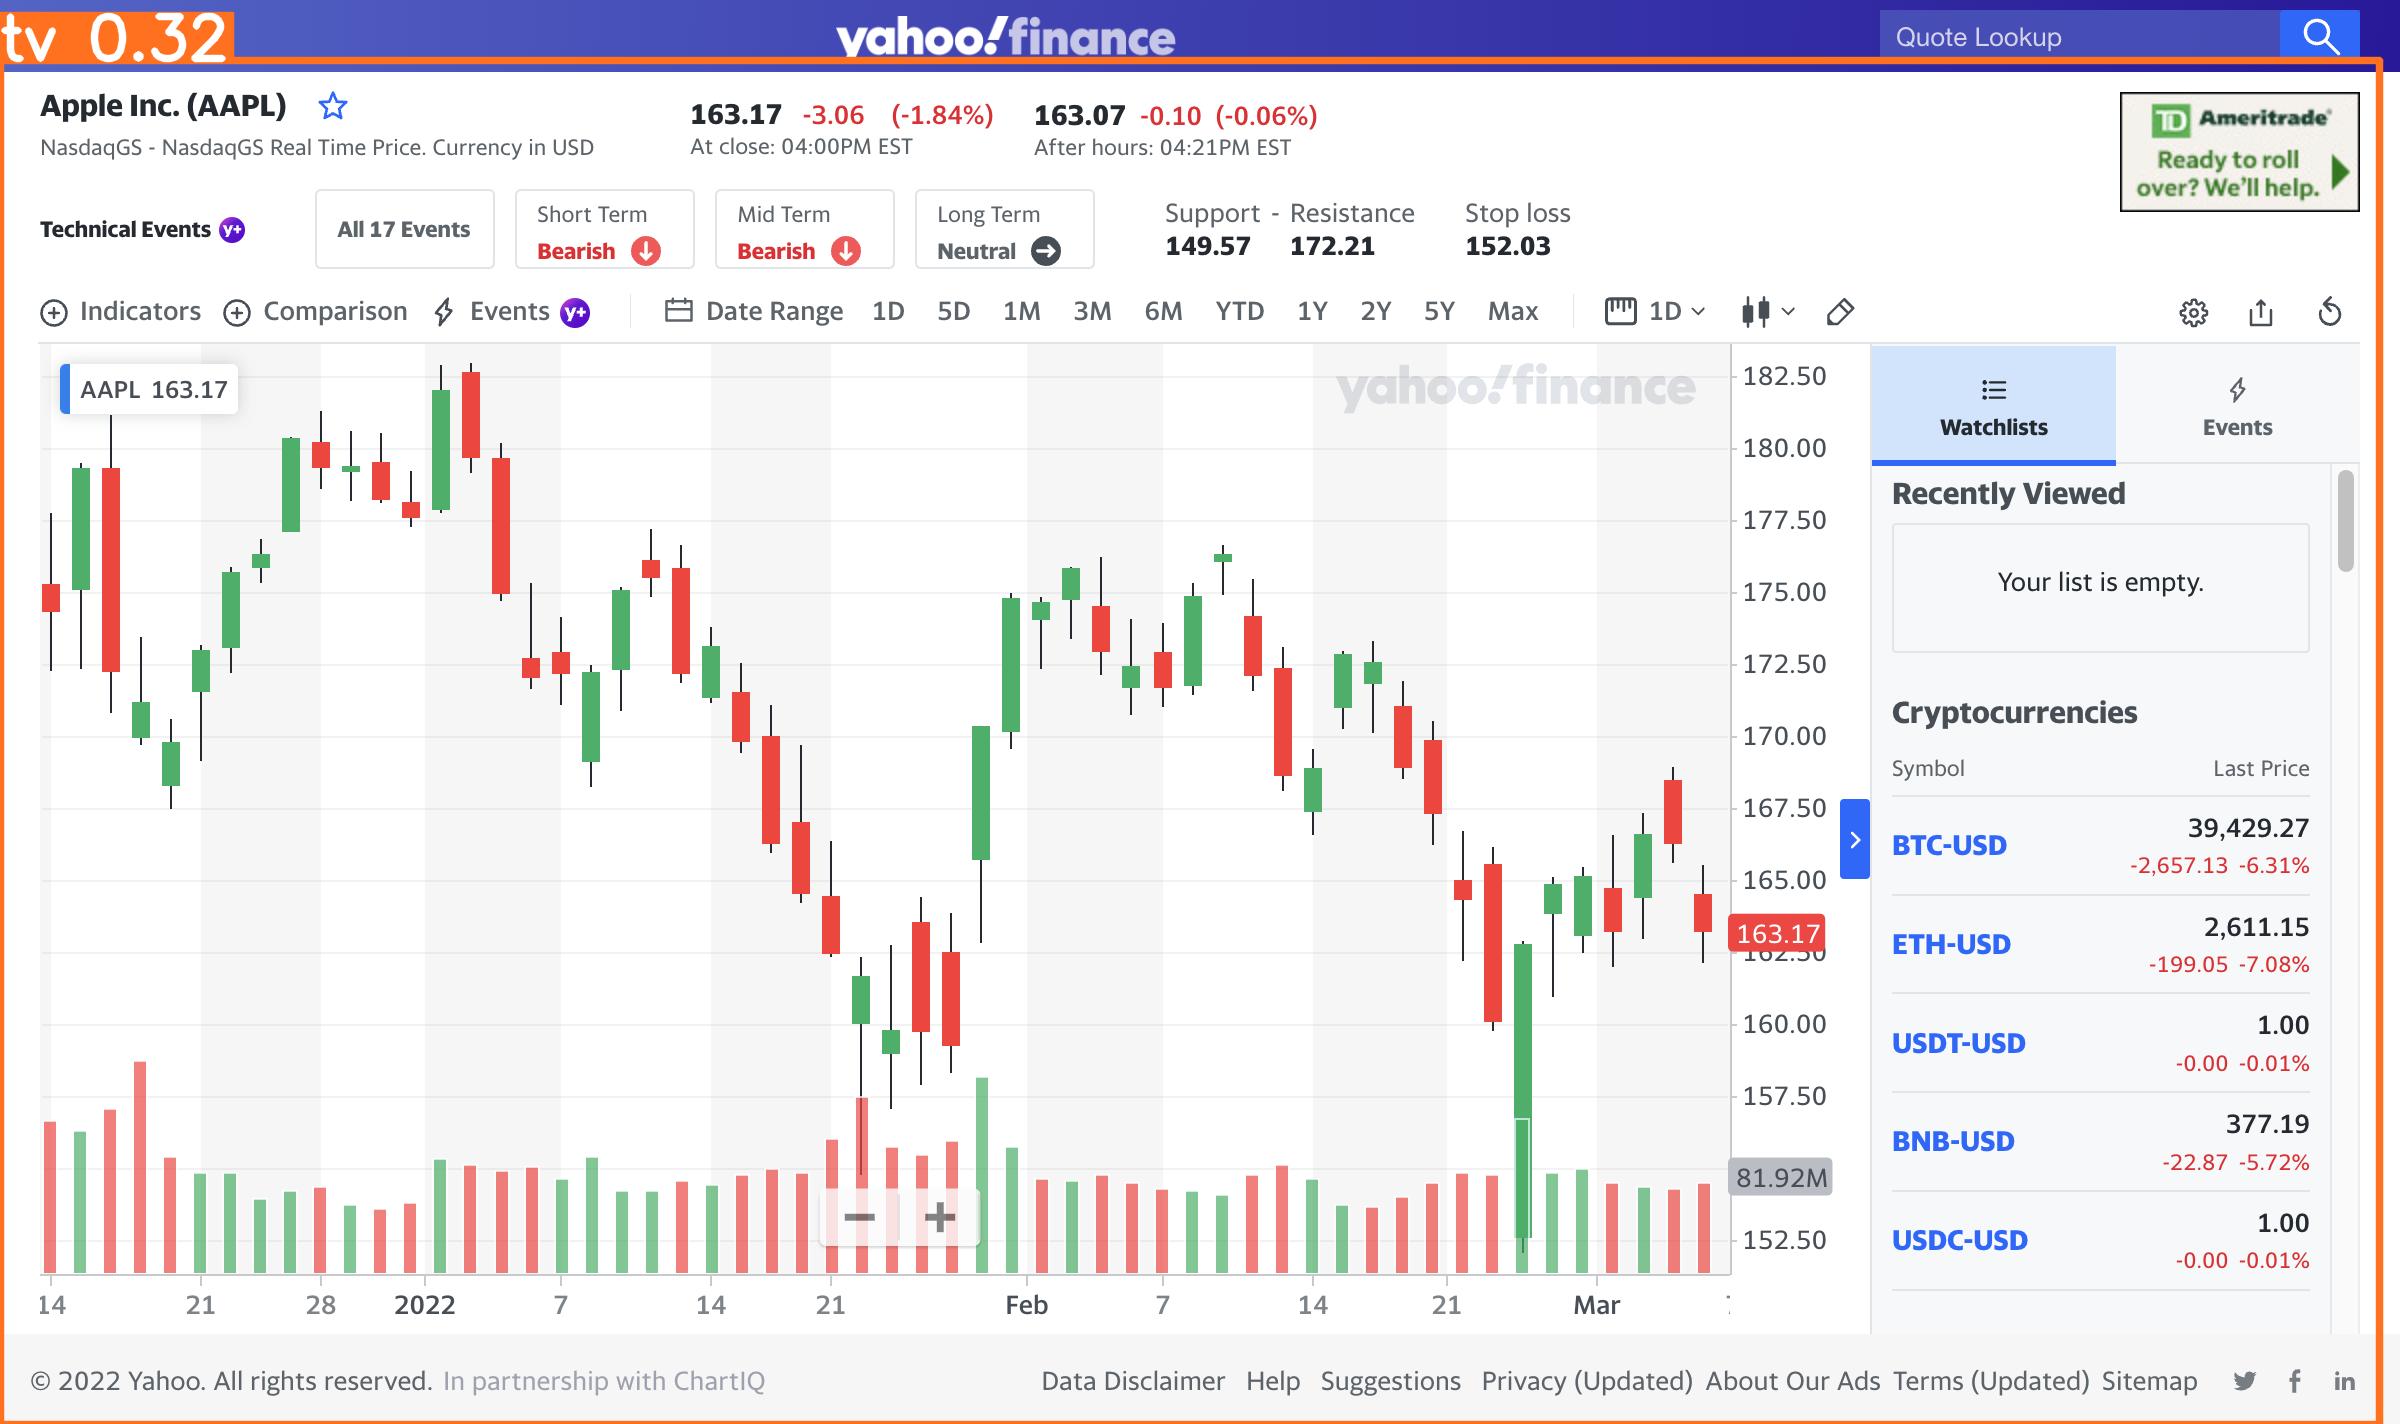 tv 0.32
yahoo!finance
Quote Lookup
Apple Inc. (AAPL)
NasdaqGS - NasdaqGS Real Time Price. Currency in USD
163.17 -3.06 (-1.84%)
At close: 04:00PM EST
163.07 -0.10 (-0.06%)
After hours: 04:21PM EST
TD Ameritrade
Ready to roll
over? We'll help.
Technical Events y+
All 17 Events
Short Term
Bearish
Mid Term
Bearish
Long Term
Neutral
Support - Resistance
149.57 172.21
Stop loss
152.03
Indicators Comparison Events y+ Date Range 1D 5D 1M 3M 6M YTD 1Y 2Y 5Y Max 1D
AAPL 163.17
yahoo!finance
182.50
180.00
177.50
175.00
172.50
170.00
167.50
165.00
163.17
162.50
160.00
157.50
81.92M
152.50
14 21 28 2022 7 14 21 Feb 7 14 21 Mar
Watchlists
Events
Recently Viewed
Your list is empty.
Cryptocurrencies
Symbol Last Price
BTC-USD 39,429.27
-2,657.13 -6.31%
ETH-USD 2,611.15
-199.05 -7.08%
USDT-USD 1.00
-0.00 -0.01%
BNB-USD 377.19
-22.87 -5.72%
USDC-USD 1.00
-0.00 -0.01%
© 2022 Yahoo. All rights reserved. In partnership with ChartIQ
Data Disclaimer Help Suggestions Privacy (Updated) About Our Ads Terms (Updated) Sitemap